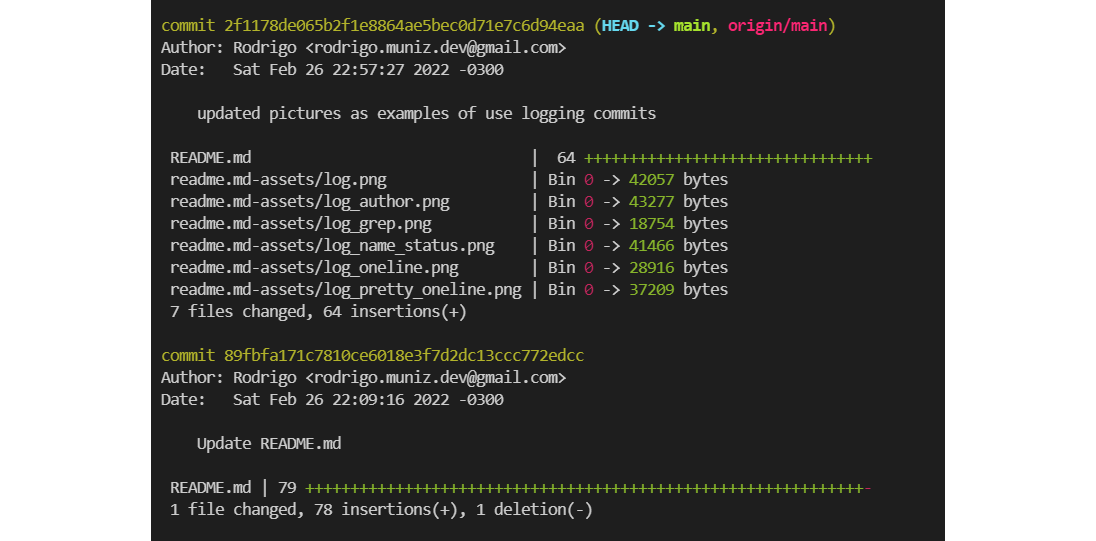 commit 2f1178de065b2f1e8864ae5bec0d71e7c6d94eaa (HEAD -> main, origin/main)
Author: Rodrigo <rodrigo.muniz.dev@gmail.com>
Date:   Sat Feb 26 22:57:27 2022 -0300
updated pictures as examples of use logging commits
README.md                               |  64 ++++++++++++++++++++++++++++++++
readme.md-assets/log.png                | Bin 0 -> 42057 bytes
readme.md-assets/log_author.png         | Bin 0 -> 43277 bytes
readme.md-assets/log_grep.png           | Bin 0 -> 18754 bytes
readme.md-assets/log_name_status.png    | Bin 0 -> 41466 bytes
readme.md-assets/log_oneline.png        | Bin 0 -> 28916 bytes
readme.md-assets/log_pretty_oneline.png | Bin 0 -> 37209 bytes
7 files changed, 64 insertions(+)
commit 89fbfa171c7810ce6018e3f7d2dc13ccc772edcc
Author: Rodrigo <rodrigo.muniz.dev@gmail.com>
Date:   Sat Feb 26 22:09:16 2022 -0300
Update README.md
README.md | 79 ++++++++++++++++++++++++++++++++++++++++++++++++++++++++++++++-
1 file changed, 78 insertions(+), 1 deletion(-)